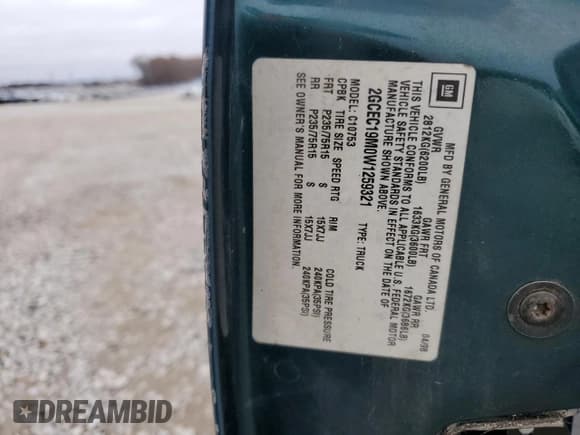 GM
MFD BY GENERAL MOTORS OF CANADA LTD.
04/98
GVWR GAWR FRT GAWR RR
2812KG(6200LB) 1633KG(3600LB) 1672KG(3686LB)
THIS VEHICLE CONFORMS TO ALL APPLICABLE U.S. FEDERAL MOTOR
VEHICLE SAFETY STANDARDS IN EFFECT ON THE DATE OF
MANUFACTURE SHOWN ABOVE.
2GCEC19M0W1259321 TYPE: TRUCK
MODEL: C10753
CPBK TIRE SIZE SPEED RTG RIM COLD TIRE PRESSURE
FRT P235/75R15 S 15X7JJ 240KPA(35PSI)
RR P235/75R15 S 15X7JJ 240KPA(35PSI)
SEE OWNER'S MANUAL FOR MORE INFORMATION.
DREAMBID